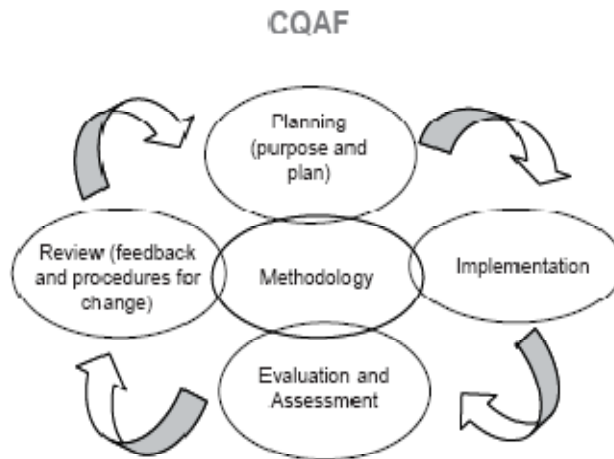 CQAF
Planning
(purpose and
plan)
Review (feedback
and procedures for
change)
Methodology
Implementation
Evaluation and
Assessment